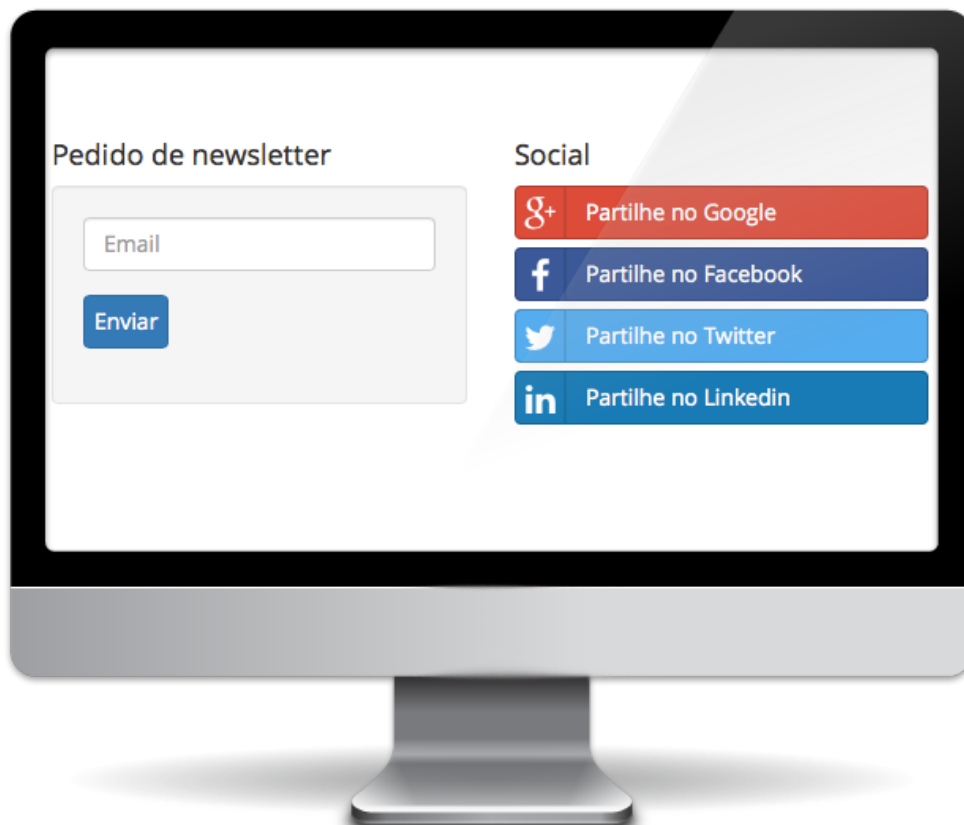 Pedido de newsletter
Email
Enviar
Social
g+ Partilhe no Google
f Partilhe no Facebook
Partilhe no Twitter
in Partilhe no Linkedin